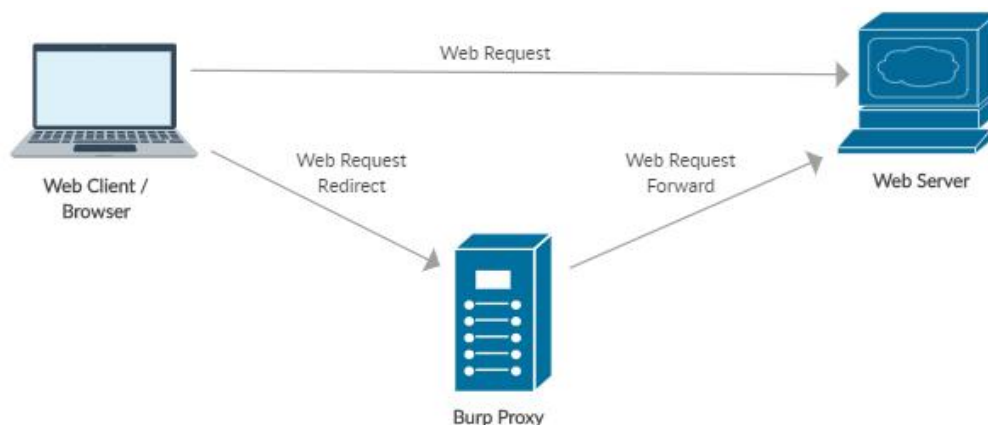 Web Request
Web Request
Redirect
Web Request
Forward
Web Client /
Browser
Web Server
Burp Proxy